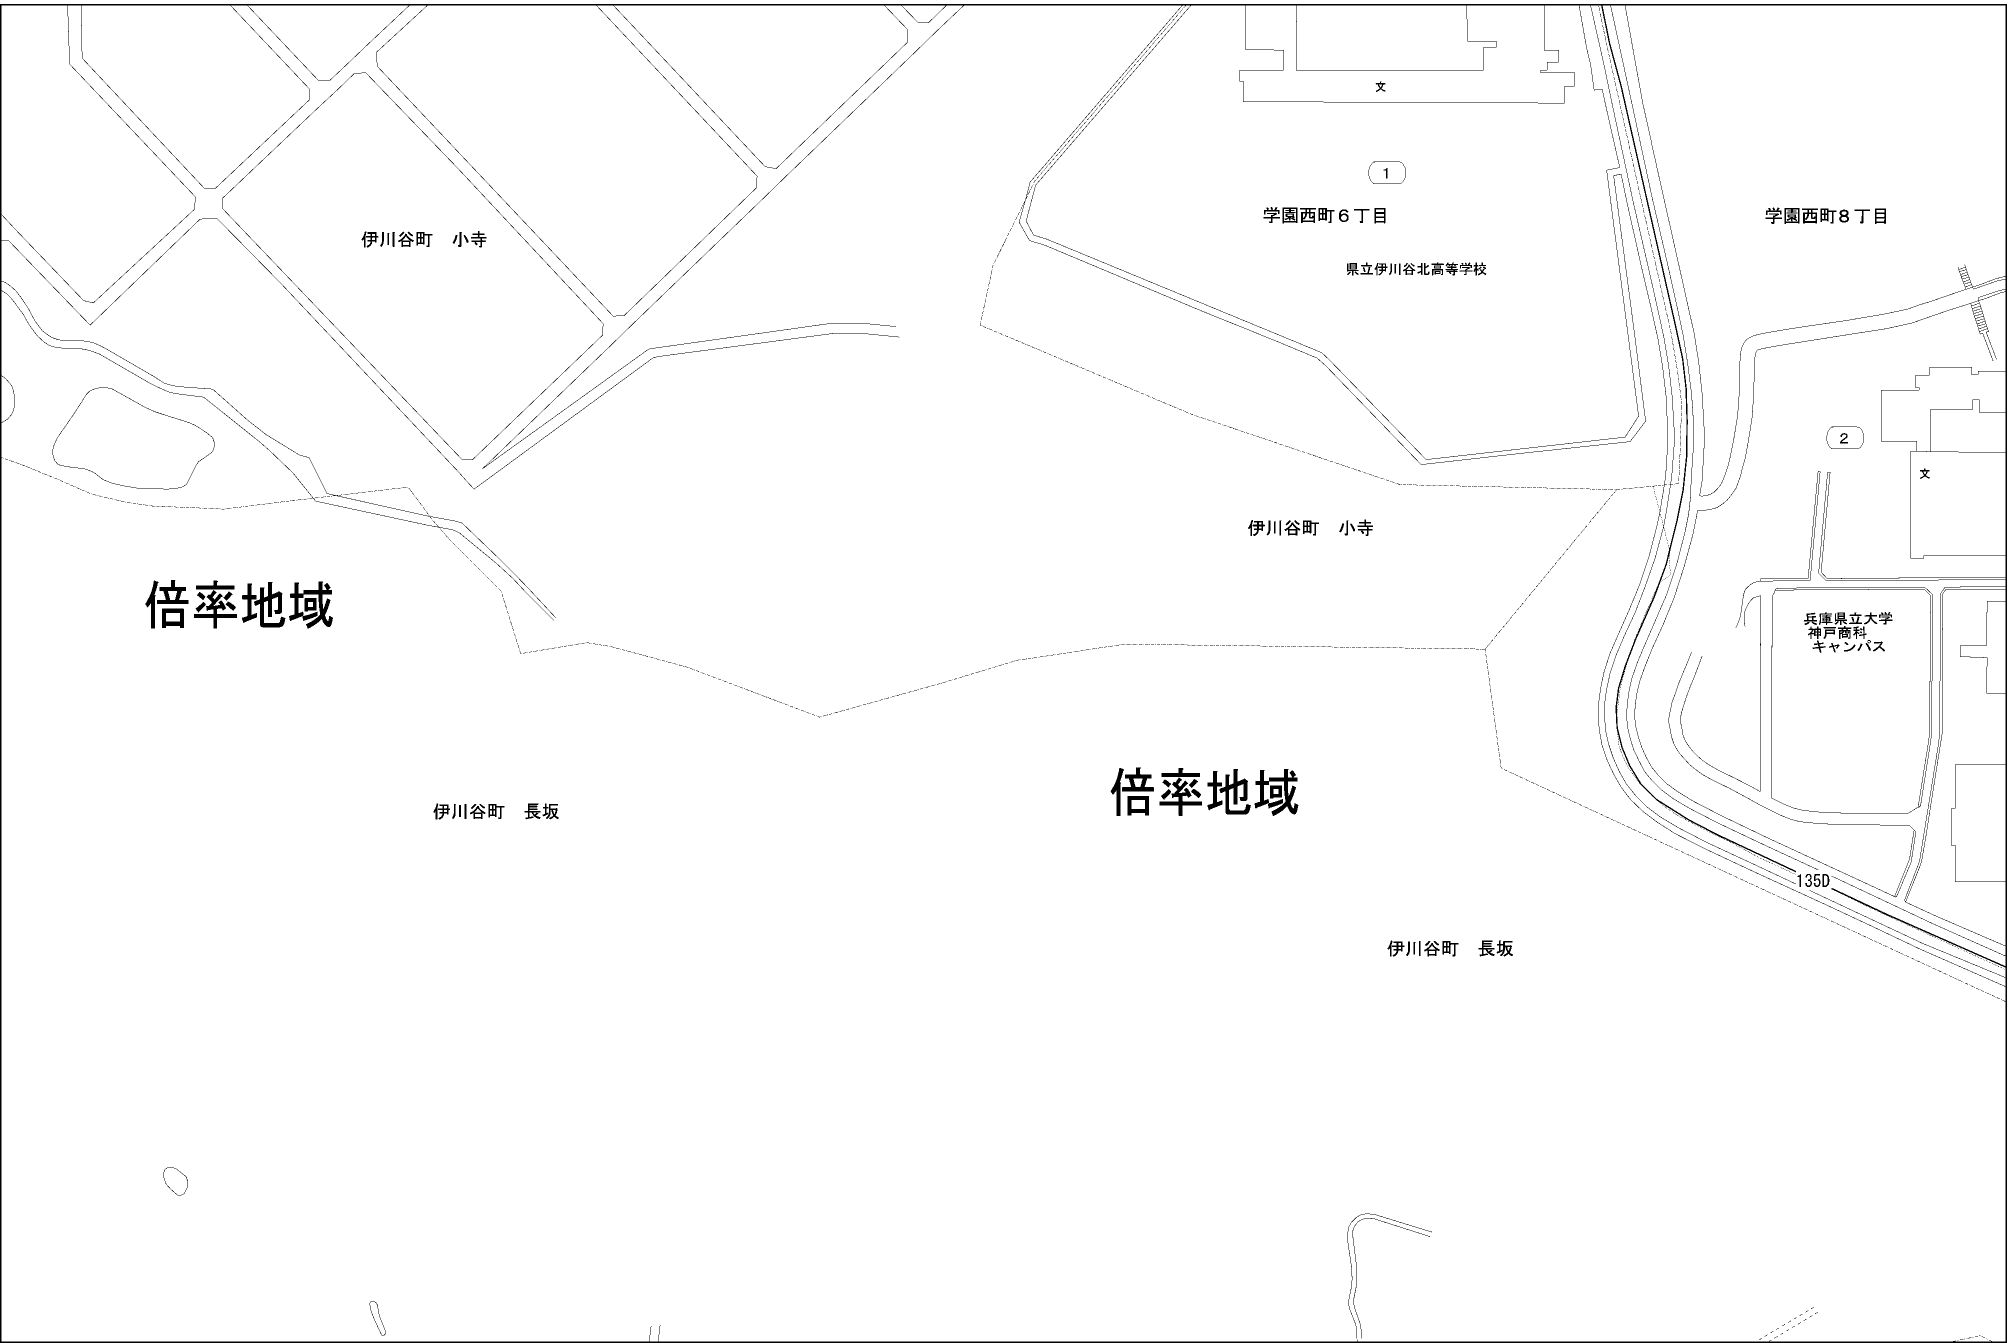 文
1
学園西町6丁目
学園西町8丁目
伊川谷町 小寺
県立伊川谷北高等学校
2
文
伊川谷町 小寺
倍率地域
兵庫県立大学
神戸商科
キャンパス
倍率地域
伊川谷町 長坂
135D
伊川谷町 長坂